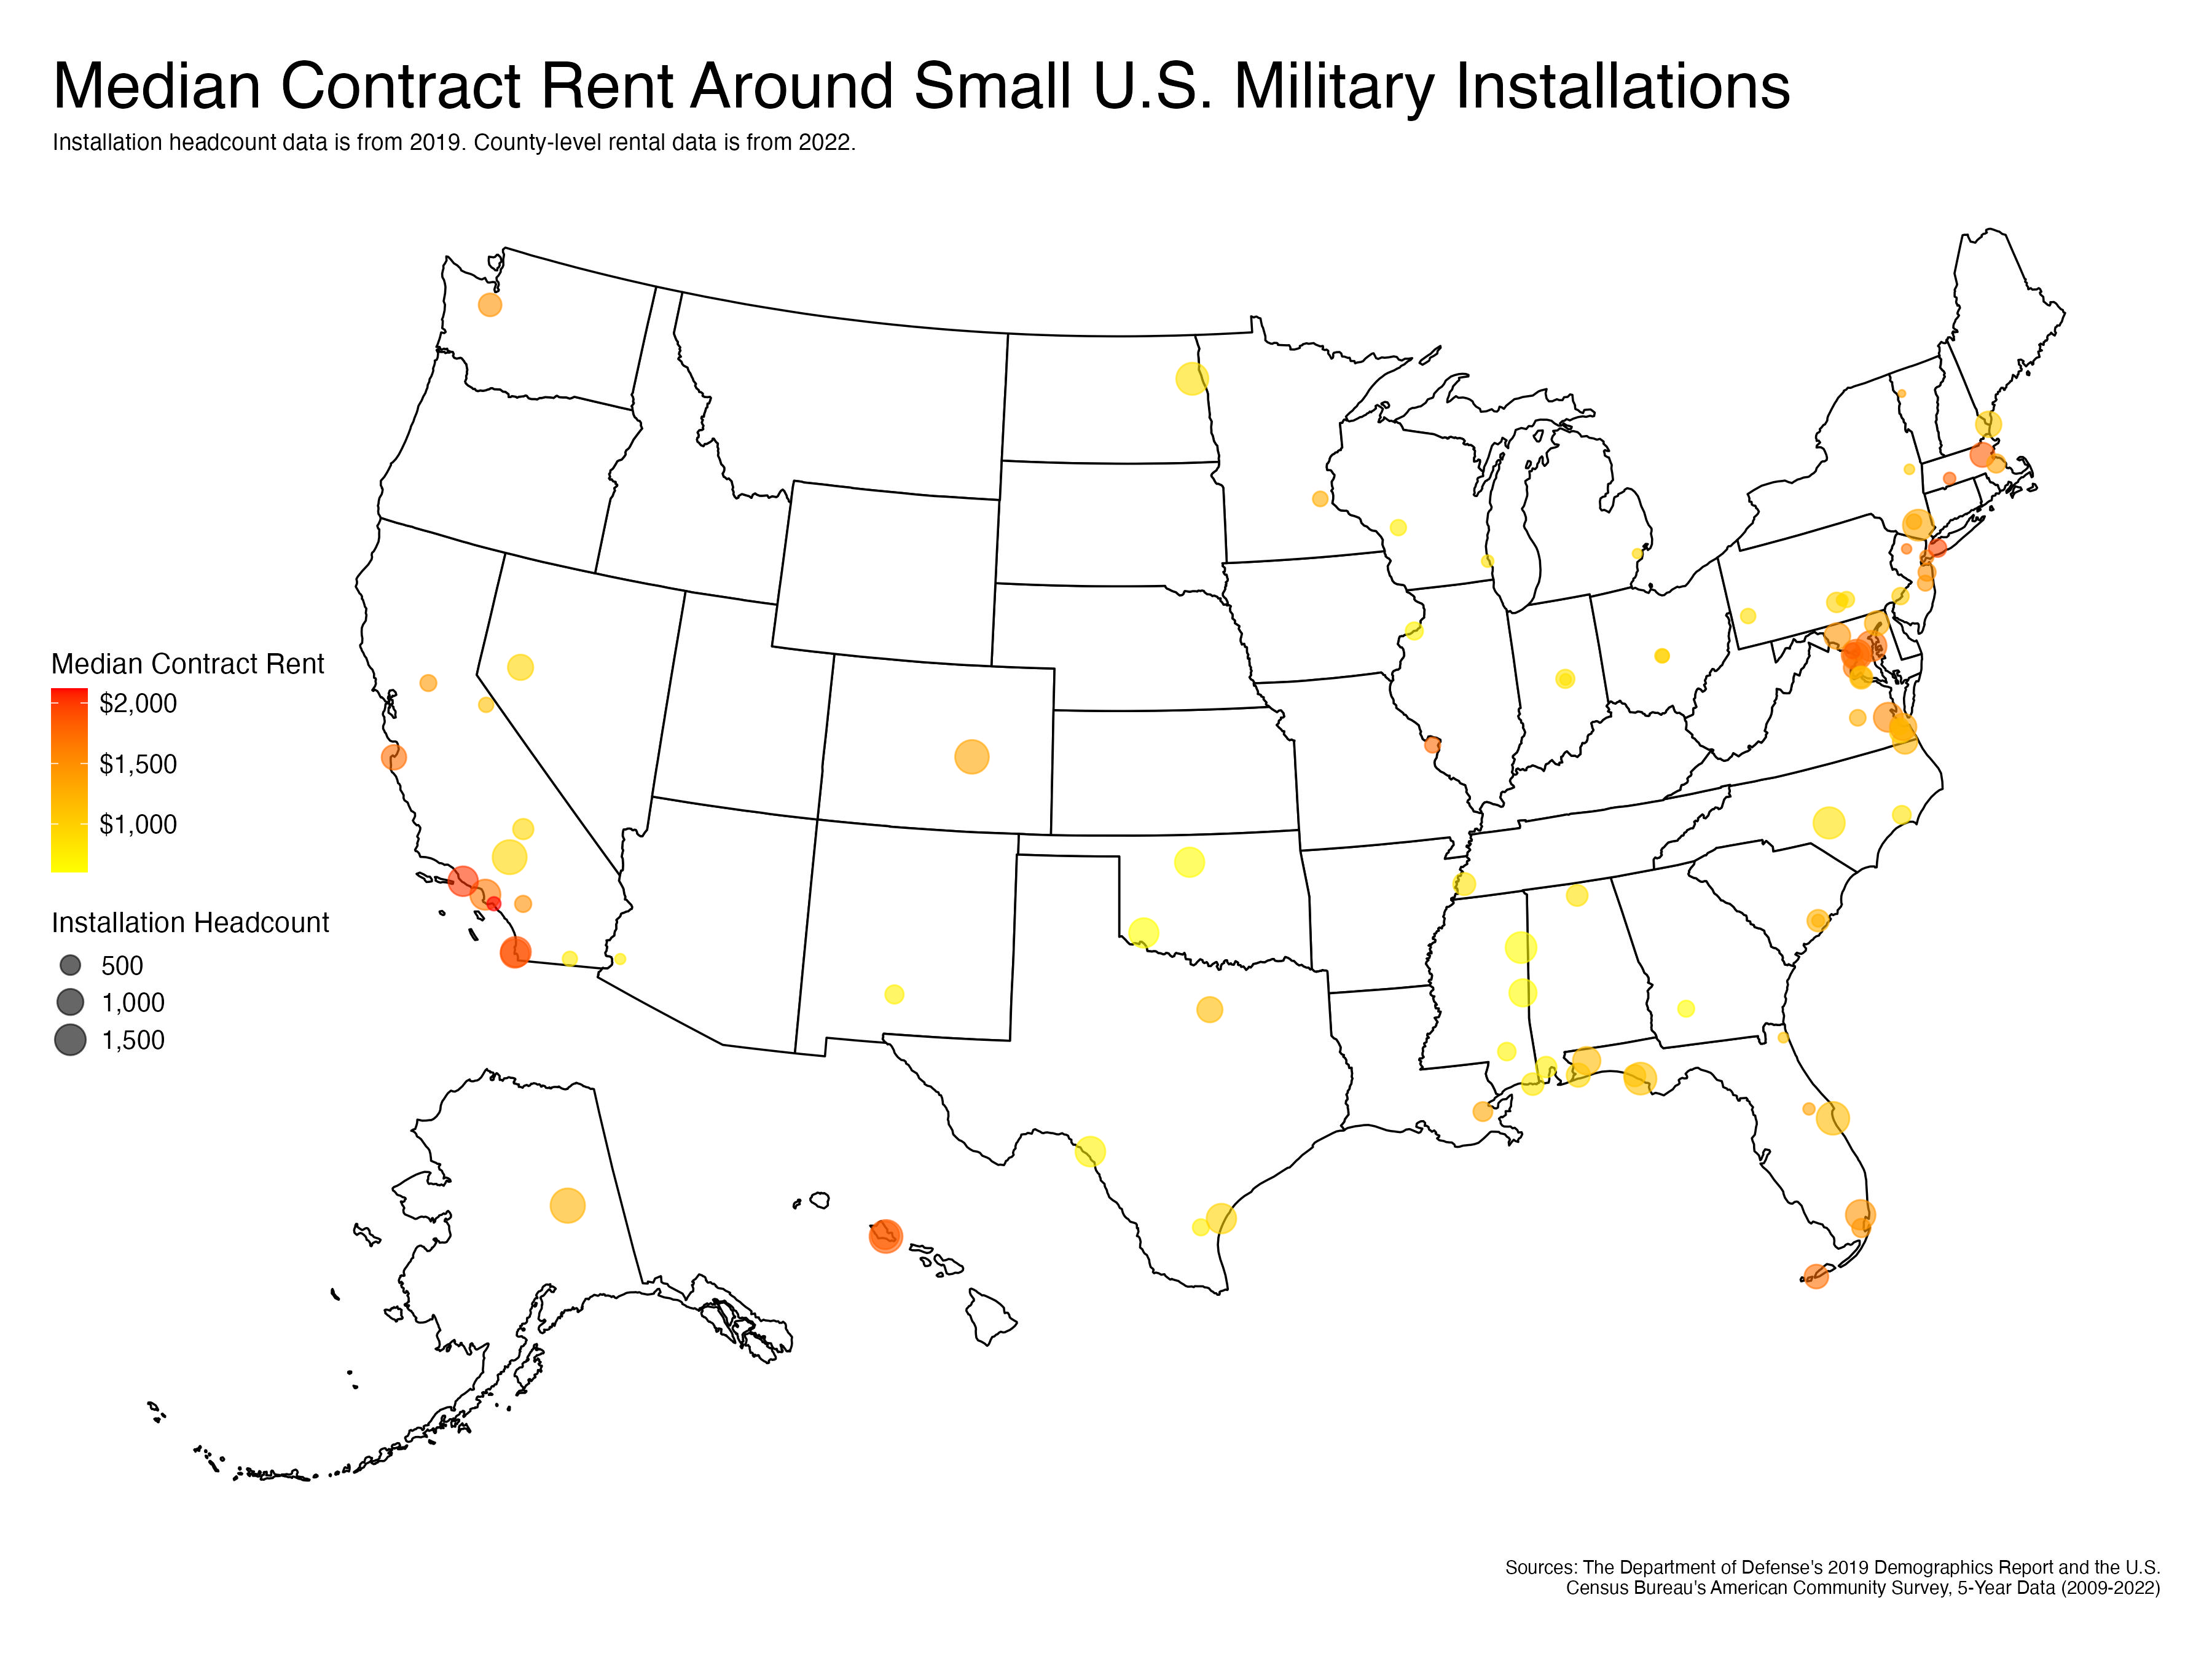 Median Contract Rent Around Small U.S. Military Installations
Installation headcount data is from 2019. County-level rental data is from 2022.
Median Contract Rent
$2,000
$1,500
$1,000
Installation Headcount
500
1,000
1,500
Sources: The Department of Defense's 2019 Demographics Report and the U.S.
Census Bureau's American Community Survey, 5-Year Data (2009-2022)